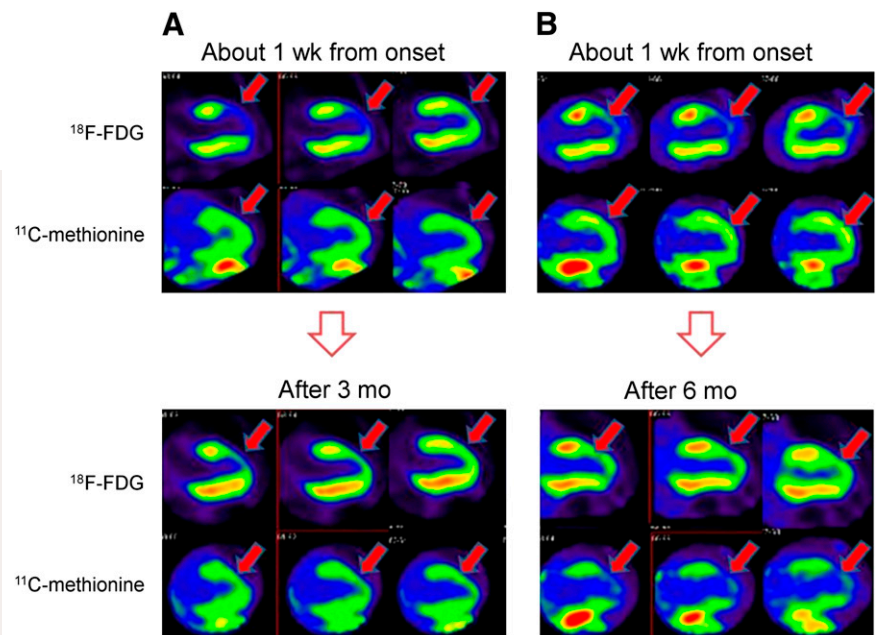 A
B
About 1 wk from onset
About 1 wk from onset
¹⁸F-FDG
¹¹C-methionine
After 3 mo
After 6 mo
¹⁸F-FDG
¹¹C-methionine